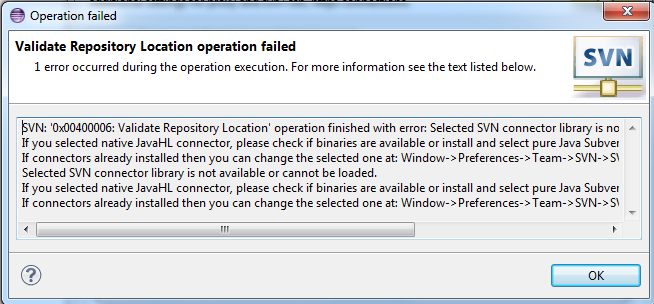 Operation failed
Validate Repository Location operation failed
1 error occurred during the operation execution. For more information see the text listed below.
SVN
SVN: '0x00400006: Validate Repository Location' operation finished with error: Selected SVN connector library is no
If you selected native JavaHL connector, please check if binaries are available or install and select pure Java Subver
If connectors already installed then you can change the selected one at: Window->Preferences->Team->SVN->SV
Selected SVN connector library is not available or cannot be loaded.
If you selected native JavaHL connector, please check if binaries are available or install and select pure Java Subver
If connectors already installed then you can change the selected one at: Window->Preferences->Team->SVN->SV
OK